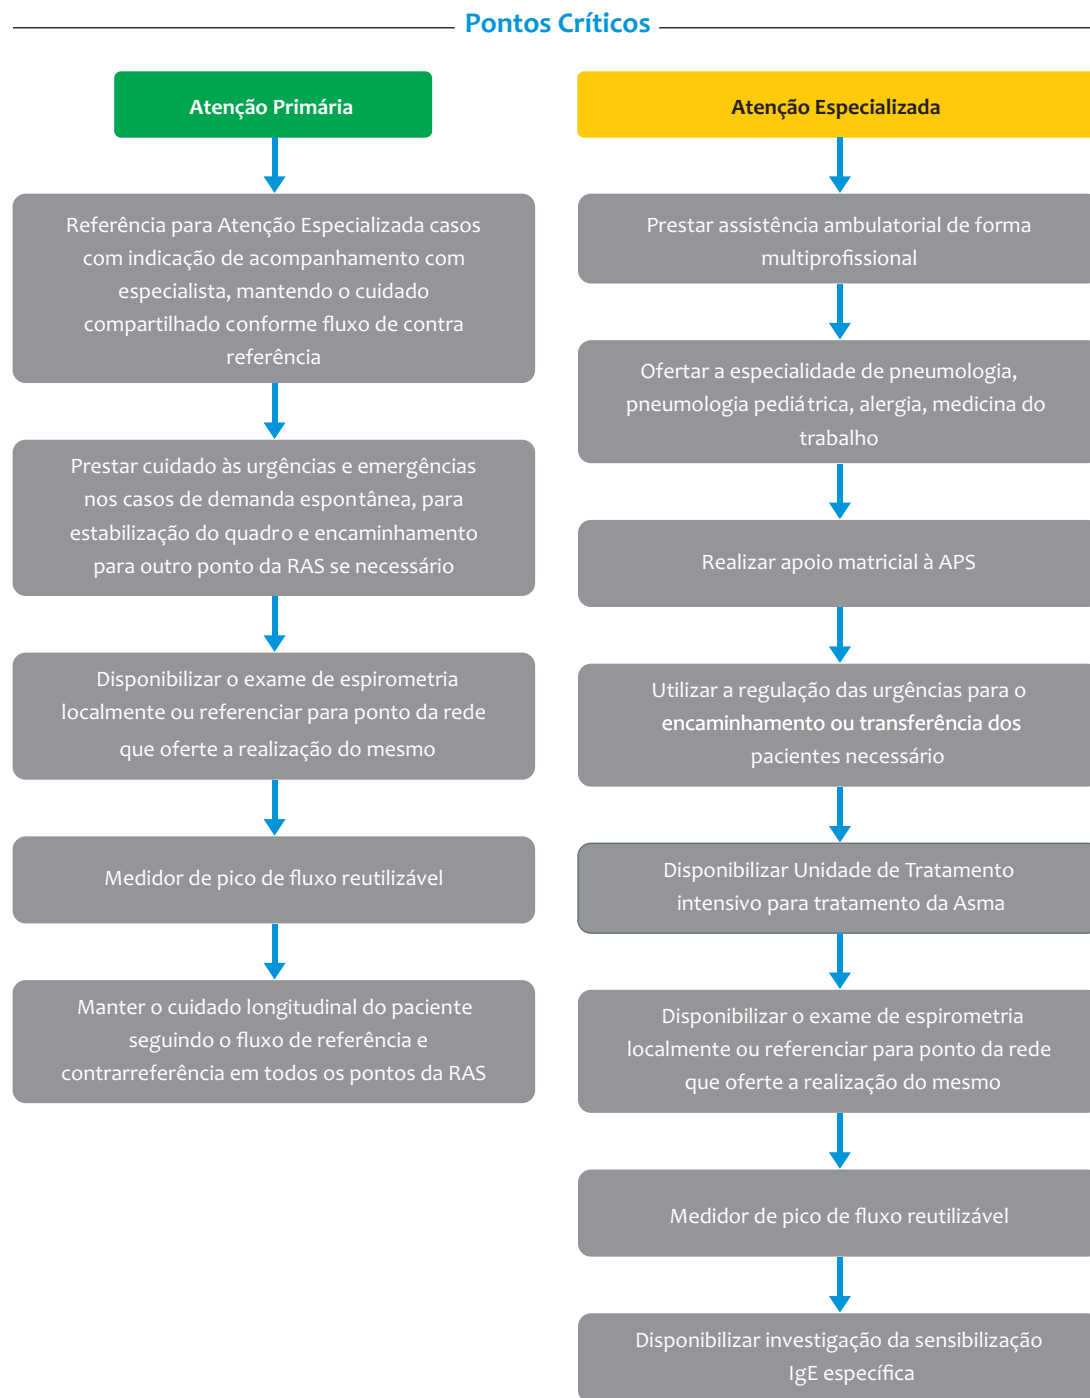 Pontos Críticos
Atenção Primária
Referência para Atenção Especializada casos
com indicação de acompanhamento com
especialista, mantendo o cuidado
compartilhado conforme fluxo de contra
referência
Prestar cuidado às urgências e emergências
nos casos de demanda espontânea, para
estabilização do quadro e encaminhamento
para outro ponto da RAS se necessário
Disponibilizar o exame de espirometria
localmente ou referenciar para ponto da rede
que oferte a realização do mesmo
Medidor de pico de fluxo reutilizável
Manter o cuidado longitudinal do paciente
seguindo o fluxo de referência e
contrarreferência em todos os pontos da RAS
Atenção Especializada
Prestar assistência ambulatorial de forma
multiprofissional
Ofertar a especialidade de pneumologia,
pneumologia pediátrica, alergia, medicina do
trabalho
Realizar apoio matricial à APS
Utilizar a regulação das urgências para o
encaminhamento ou transferência dos
pacientes necessário
Disponibilizar Unidade de Tratamento
intensivo para tratamento da Asma
Disponibilizar o exame de espirometria
localmente ou referenciar para ponto da rede
que oferte a realização do mesmo
Medidor de pico de fluxo reutilizável
Disponibilizar investigação da sensibilização
IgE específica